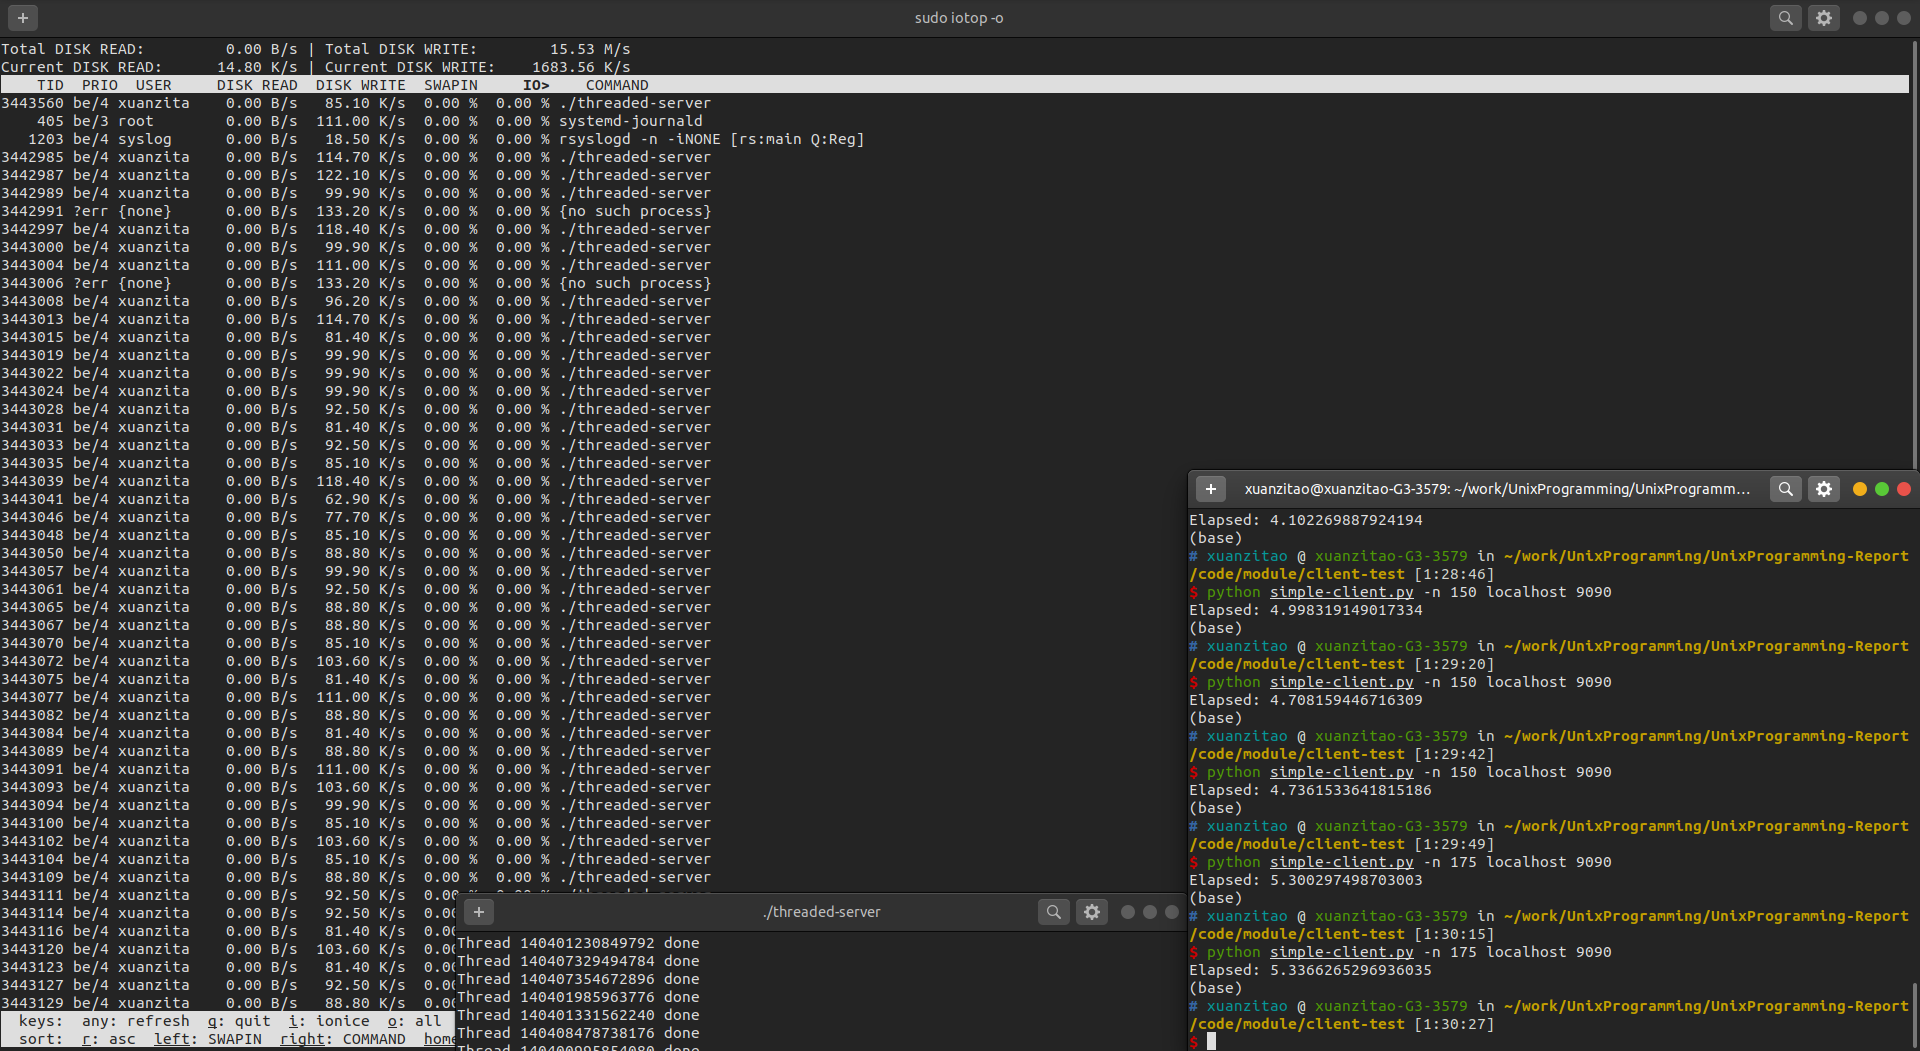 sudo iotop -o
Total DISK READ:         0.00 B/s | Total DISK WRITE:        15.53 M/s
Current DISK READ:      14.80 K/s | Current DISK WRITE:    1683.56 K/s
TID  PRIO  USER     DISK READ  DISK WRITE  SWAPIN     IO>    COMMAND
3443560 be/4 xuanzita    0.00 B/s   85.10 K/s  0.00 %  0.00 % ./threaded-server
405 be/3 root        0.00 B/s  111.00 K/s  0.00 %  0.00 % systemd-journald
1203 be/4 syslog      0.00 B/s   18.50 K/s  0.00 %  0.00 % rsyslogd -n -iNONE [rs:main Q:Reg]
3442985 be/4 xuanzita    0.00 B/s  114.70 K/s  0.00 %  0.00 % ./threaded-server
3442987 be/4 xuanzita    0.00 B/s  122.10 K/s  0.00 %  0.00 % ./threaded-server
3442989 be/4 xuanzita    0.00 B/s   99.90 K/s  0.00 %  0.00 % ./threaded-server
3442991 ?err {none}      0.00 B/s  133.20 K/s  0.00 %  0.00 % {no such process}
3442997 be/4 xuanzita    0.00 B/s  118.40 K/s  0.00 %  0.00 % ./threaded-server
3443000 be/4 xuanzita    0.00 B/s   99.90 K/s  0.00 %  0.00 % ./threaded-server
3443004 be/4 xuanzita    0.00 B/s  111.00 K/s  0.00 %  0.00 % ./threaded-server
3443006 ?err {none}      0.00 B/s  133.20 K/s  0.00 %  0.00 % {no such process}
3443008 be/4 xuanzita    0.00 B/s   96.20 K/s  0.00 %  0.00 % ./threaded-server
3443013 be/4 xuanzita    0.00 B/s  114.70 K/s  0.00 %  0.00 % ./threaded-server
3443015 be/4 xuanzita    0.00 B/s   81.40 K/s  0.00 %  0.00 % ./threaded-server
3443019 be/4 xuanzita    0.00 B/s   99.90 K/s  0.00 %  0.00 % ./threaded-server
3443022 be/4 xuanzita    0.00 B/s   99.90 K/s  0.00 %  0.00 % ./threaded-server
3443024 be/4 xuanzita    0.00 B/s   99.90 K/s  0.00 %  0.00 % ./threaded-server
3443028 be/4 xuanzita    0.00 B/s   92.50 K/s  0.00 %  0.00 % ./threaded-server
3443031 be/4 xuanzita    0.00 B/s   81.40 K/s  0.00 %  0.00 % ./threaded-server
3443033 be/4 xuanzita    0.00 B/s   92.50 K/s  0.00 %  0.00 % ./threaded-server
3443035 be/4 xuanzita    0.00 B/s   85.10 K/s  0.00 %  0.00 % ./threaded-server
3443039 be/4 xuanzita    0.00 B/s  118.40 K/s  0.00 %  0.00 % ./threaded-server
3443041 be/4 xuanzita    0.00 B/s   62.90 K/s  0.00 %  0.00 % ./threaded-server
3443046 be/4 xuanzita    0.00 B/s   77.70 K/s  0.00 %  0.00 % ./threaded-server
3443048 be/4 xuanzita    0.00 B/s   85.10 K/s  0.00 %  0.00 % ./threaded-server
3443050 be/4 xuanzita    0.00 B/s   88.80 K/s  0.00 %  0.00 % ./threaded-server
3443057 be/4 xuanzita    0.00 B/s   99.90 K/s  0.00 %  0.00 % ./threaded-server
3443061 be/4 xuanzita    0.00 B/s   92.50 K/s  0.00 %  0.00 % ./threaded-server
3443065 be/4 xuanzita    0.00 B/s   88.80 K/s  0.00 %  0.00 % ./threaded-server
3443067 be/4 xuanzita    0.00 B/s   88.80 K/s  0.00 %  0.00 % ./threaded-server
3443070 be/4 xuanzita    0.00 B/s   85.10 K/s  0.00 %  0.00 % ./threaded-server
3443072 be/4 xuanzita    0.00 B/s  103.60 K/s  0.00 %  0.00 % ./threaded-server
3443075 be/4 xuanzita    0.00 B/s   81.40 K/s  0.00 %  0.00 % ./threaded-server
3443077 be/4 xuanzita    0.00 B/s  111.00 K/s  0.00 %  0.00 % ./threaded-server
3443082 be/4 xuanzita    0.00 B/s   88.80 K/s  0.00 %  0.00 % ./threaded-server
3443084 be/4 xuanzita    0.00 B/s   81.40 K/s  0.00 %  0.00 % ./threaded-server
3443089 be/4 xuanzita    0.00 B/s   88.80 K/s  0.00 %  0.00 % ./threaded-server
3443091 be/4 xuanzita    0.00 B/s  111.00 K/s  0.00 %  0.00 % ./threaded-server
3443093 be/4 xuanzita    0.00 B/s  103.60 K/s  0.00 %  0.00 % ./threaded-server
3443094 be/4 xuanzita    0.00 B/s   99.90 K/s  0.00 %  0.00 % ./threaded-server
3443100 be/4 xuanzita    0.00 B/s   85.10 K/s  0.00 %  0.00 % ./threaded-server
3443102 be/4 xuanzita    0.00 B/s  103.60 K/s  0.00 %  0.00 % ./threaded-server
3443104 be/4 xuanzita    0.00 B/s   85.10 K/s  0.00 %  0.00 % ./threaded-server
3443109 be/4 xuanzita    0.00 B/s   88.80 K/s  0.00 %  0.00 % ./threaded-server
3443111 be/4 xuanzita    0.00 B/s   92.50 K/s
3443114 be/4 xuanzita    0.00 B/s   92.50 K/s  0.00
3443116 be/4 xuanzita    0.00 B/s   81.40 K/s  0.00
3443120 be/4 xuanzita    0.00 B/s  103.60 K/s  0.00
3443123 be/4 xuanzita    0.00 B/s   81.40 K/s  0.00
3443127 be/4 xuanzita    0.00 B/s   92.50 K/s  0.00
3443129 be/4 xuanzita    0.00 B/s   88.80 K/s  0.00
keys:  any: refresh  q: quit  i: ionice  o: all
sort:  r: asc  left: SWAPIN  right: COMMAND  home
./threaded-server
Thread 140401230849792 done
Thread 140407329494784 done
Thread 140407354672896 done
Thread 140401985963776 done
Thread 140401331562240 done
Thread 140408478738176 done
Thread 140400995854080 done
xuanzitao@xuanzitao-G3-3579: ~/work/UnixProgramming/UnixProgramm...
Elapsed: 4.102269887924194
(base)
# xuanzitao @ xuanzitao-G3-3579 in ~/work/UnixProgramming/UnixProgramming-Report
/code/module/client-test [1:28:46]
$ python simple-client.py -n 150 localhost 9090
Elapsed: 4.998319149017334
(base)
# xuanzitao @ xuanzitao-G3-3579 in ~/work/UnixProgramming/UnixProgramming-Report
/code/module/client-test [1:29:20]
$ python simple-client.py -n 150 localhost 9090
Elapsed: 4.708159446716309
(base)
# xuanzitao @ xuanzitao-G3-3579 in ~/work/UnixProgramming/UnixProgramming-Report
/code/module/client-test [1:29:42]
$ python simple-client.py -n 150 localhost 9090
Elapsed: 4.7361533641815186
(base)
# xuanzitao @ xuanzitao-G3-3579 in ~/work/UnixProgramming/UnixProgramming-Report
/code/module/client-test [1:29:49]
$ python simple-client.py -n 175 localhost 9090
Elapsed: 5.300297498703003
(base)
# xuanzitao @ xuanzitao-G3-3579 in ~/work/UnixProgramming/UnixProgramming-Report
/code/module/client-test [1:30:15]
$ python simple-client.py -n 175 localhost 9090
Elapsed: 5.3366265296936035
(base)
# xuanzitao @ xuanzitao-G3-3579 in ~/work/UnixProgramming/UnixProgramming-Report
/code/module/client-test [1:30:27]
$